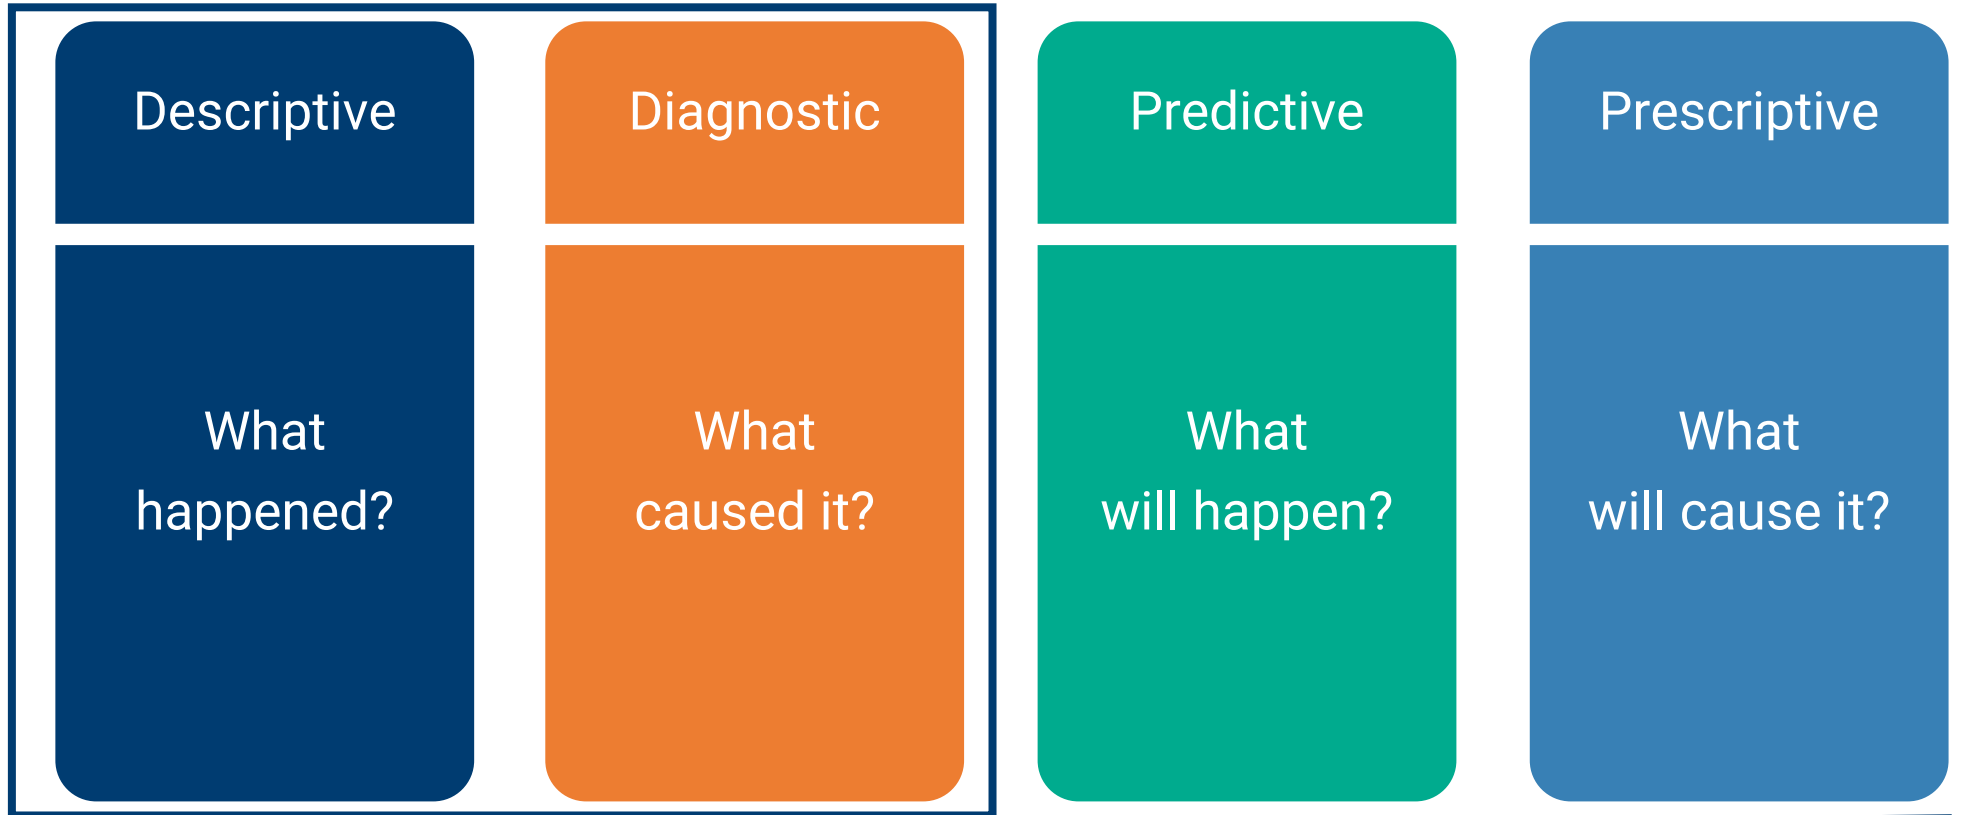 Descriptive
What
happened?
Diagnostic
What
caused it?
Predictive
What
will happen?
Prescriptive
What
will cause it?